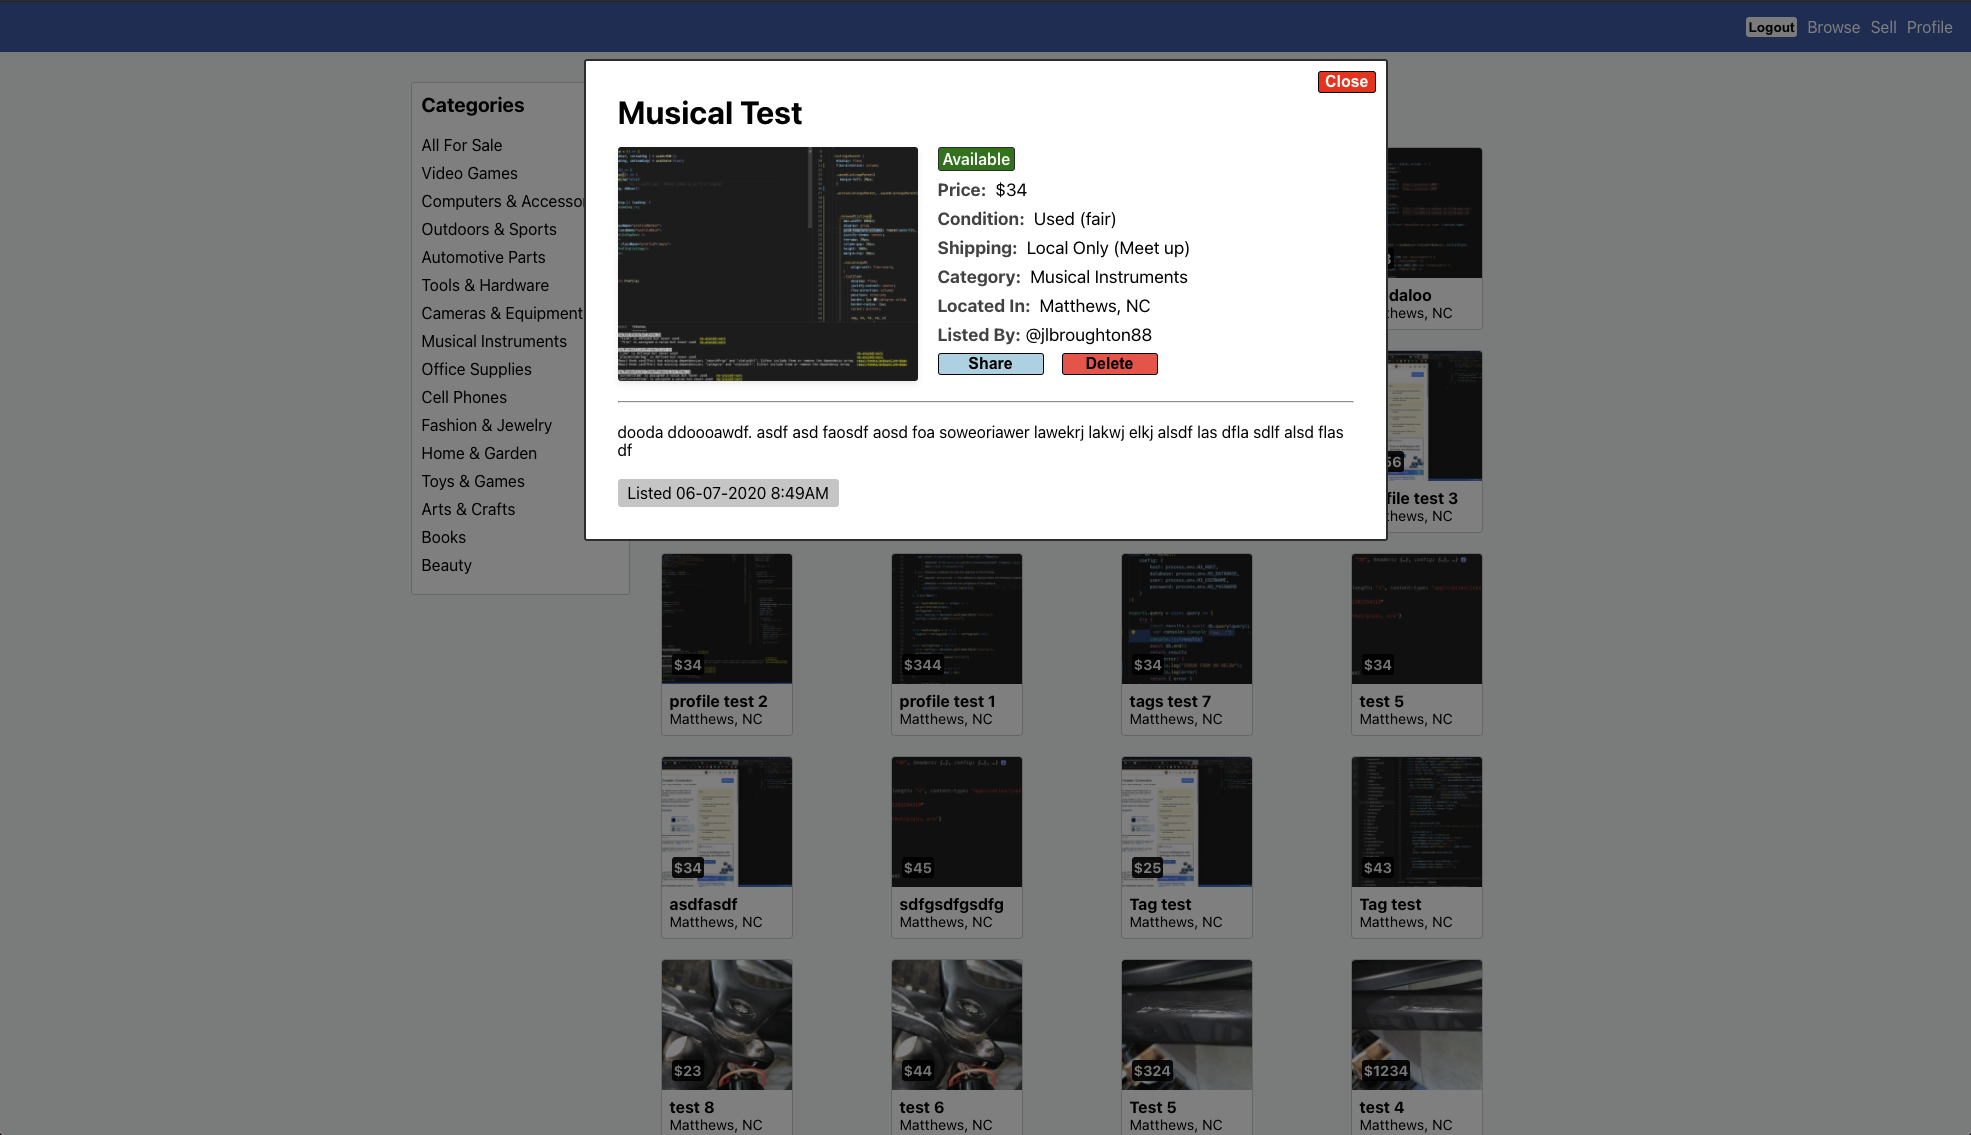 Logout Browse Sell Profile
Categories
All For Sale
Video Games
Computers & Accesso
Outdoors & Sports
Automotive Parts
Tools & Hardware
Cameras & Equipment
Musical Instruments
Office Supplies
Cell Phones
Fashion & Jewelry
Home & Garden
Toys & Games
Arts & Crafts
Books
Beauty
Close
Musical Test
Available
Price: $34
Condition: Used (fair)
Shipping: Local Only (Meet up)
Category: Musical Instruments
Located In: Matthews, NC
Listed By: @jlbroughton88
Share Delete
dooda ddoooawdf. asdf asd faosdf aosd foa soweoriawer lawekrj lakwj elkj alsdf las dfla sdlf alsd flas
df
Listed 06-07-2020 8:49AM
daloo
hews, NC
66
file test 3
thews, NC
$34 $344 $34 $34
profile test 2 profile test 1 tags test 7 test 5
Matthews, NC Matthews, NC Matthews, NC Matthews, NC
$34 $45 $25 $43
asdfasdf sdfgsdfgsdfg Tag test Tag test
Matthews, NC Matthews, NC Matthews, NC Matthews, NC
$23 $44 $324 $1234
test 8 test 6 Test 5 test 4
Matthews, NC Matthews, NC Matthews, NC Matthews, NC